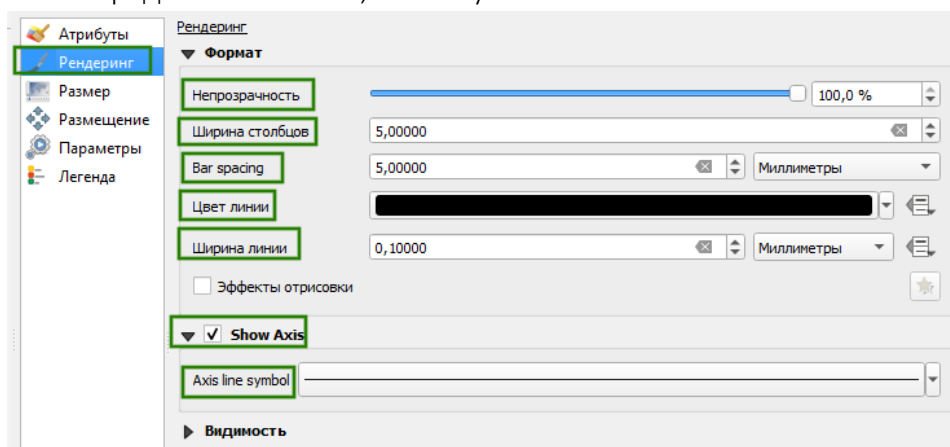 Атрибуты
Рендеринг
Размер
Размещение
Параметры
Легенда
Рендеринг
Формат
Непрозрачность 100,0 %
Ширина столбцов 5,00000
Bar spacing 5,00000 Миллиметры
Цвет линии
Ширина линии 0,10000 Миллиметры
Эффекты отрисовки
Show Axis
Axis line symbol
Видимость